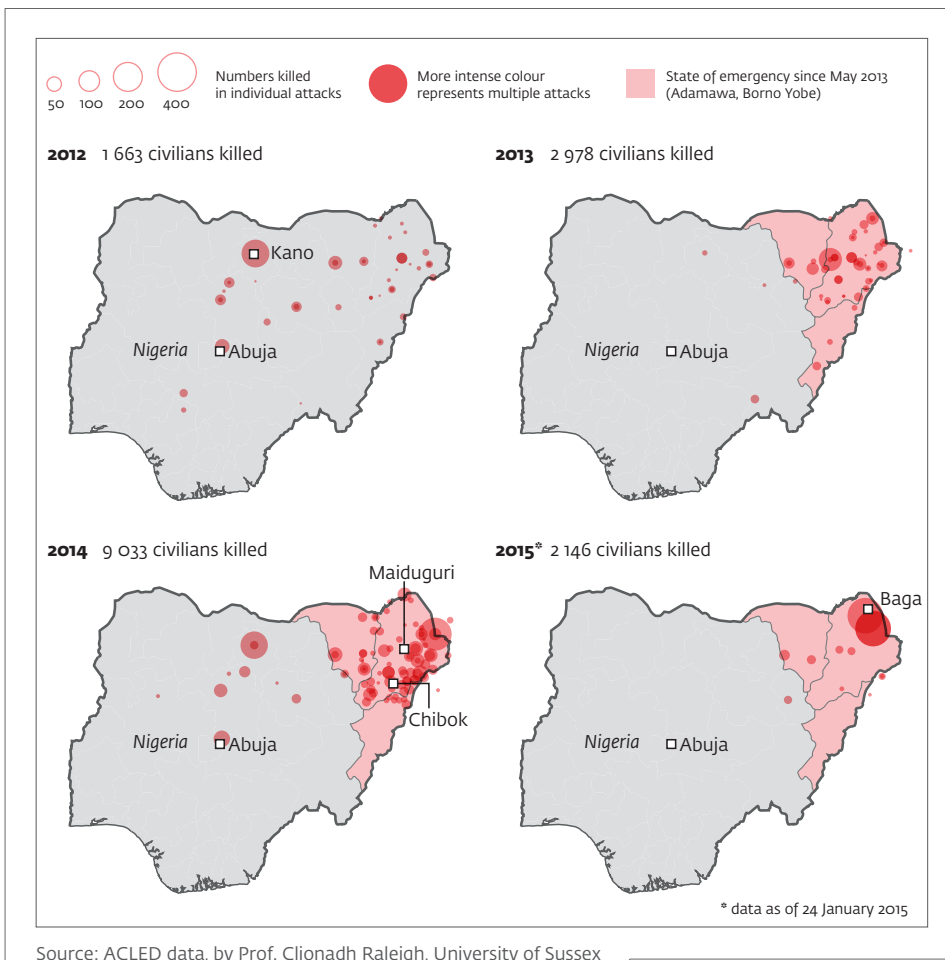 50 100 200 400
Numbers killed
in individual attacks
More intense colour
represents multiple attacks
State of emergency since May 2013
(Adamawa, Borno Yobe)
2012 1 663 civilians killed
Kano
Nigeria
Abuja
2013 2 978 civilians killed
Nigeria
Abuja
2014 9 033 civilians killed
Maiduguri
Chibok
Nigeria
Abuja
2015* 2 146 civilians killed
Baga
Nigeria
Abuja
* data as of 24 January 2015
Source: ACLED data, by Prof. Clionadh Raleigh, University of Sussex